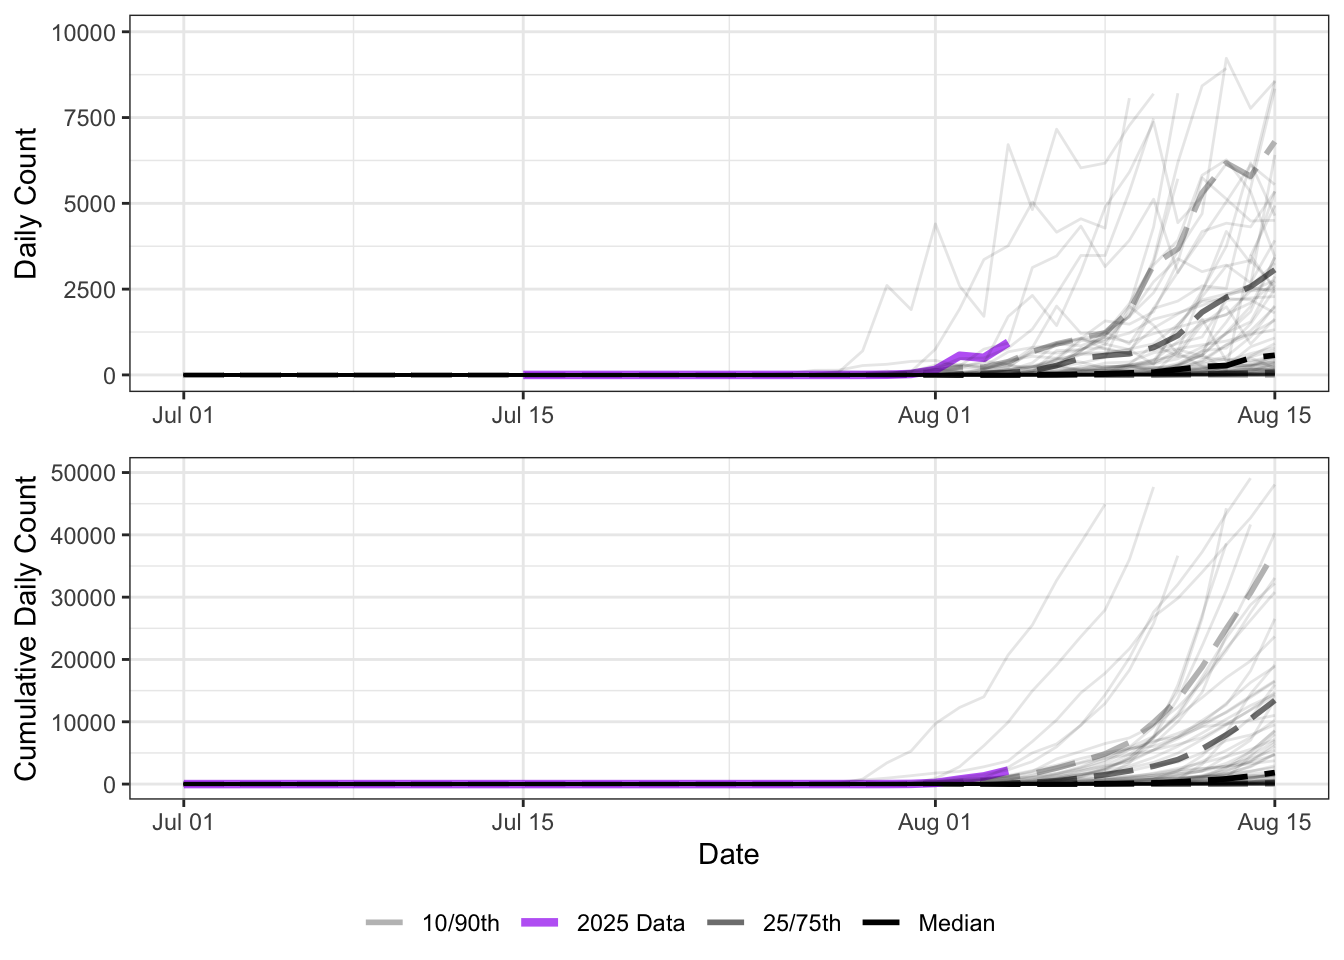 10000
7500
5000
2500
0
Daily Count
Jul 01 Jul 15 Aug 01 Aug 15
50000
40000
30000
20000
10000
0
Cumulative Daily Count
Jul 01 Jul 15 Aug 01 Aug 15
Date
10/90th 2025 Data 25/75th Median